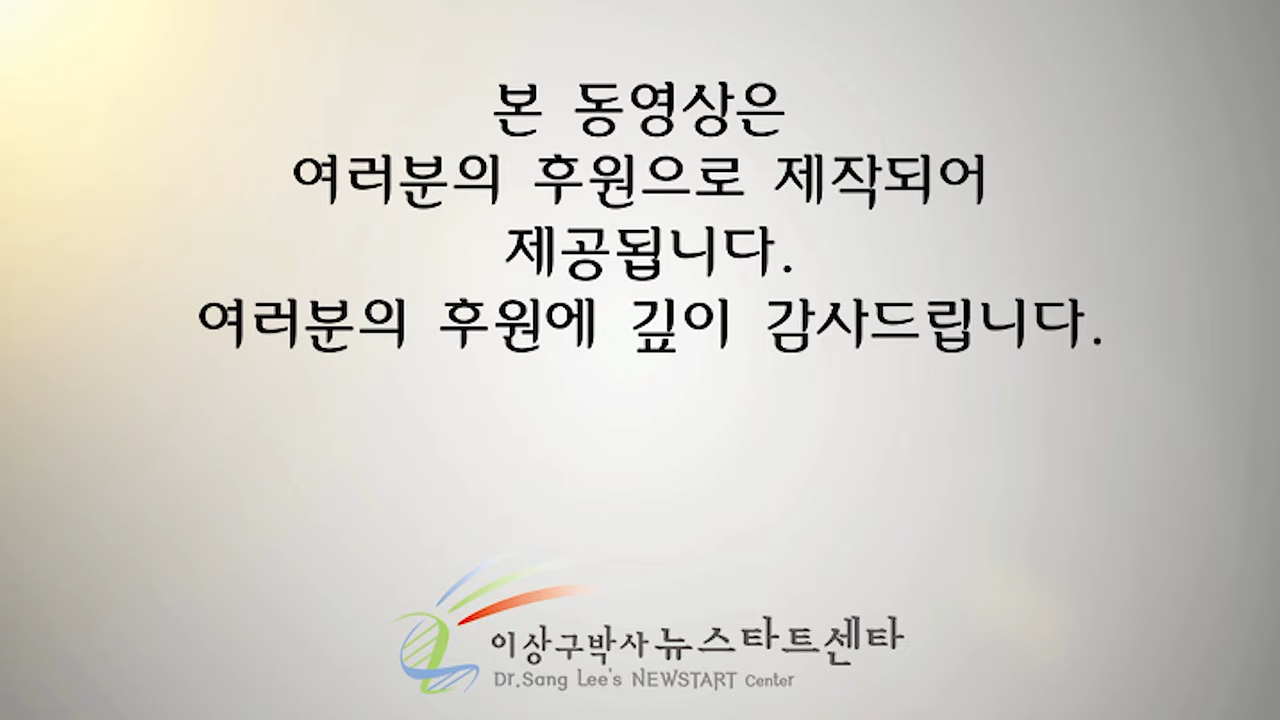 본 동영상은
여러분의 후원으로 제작되어
제공됩니다.
여러분의 후원에 깊이 감사드립니다.
이상구박사 뉴스타트센타
Dr.Sang Lee's NEWSTART Center